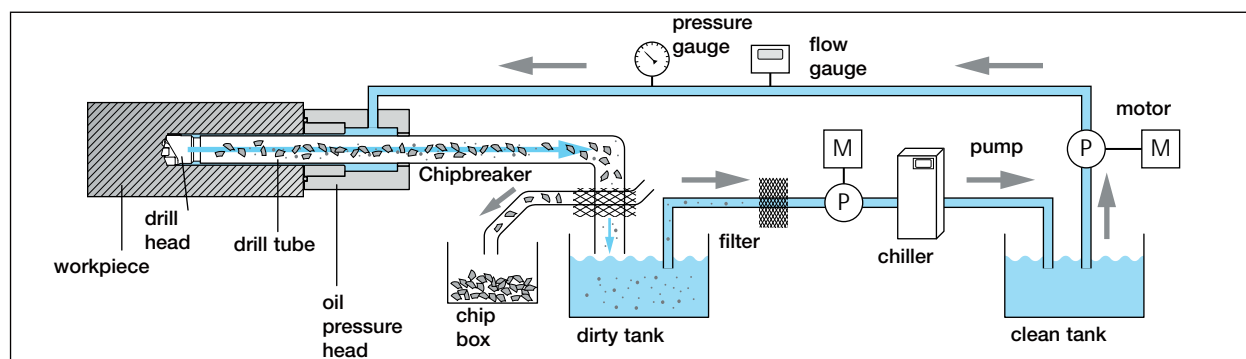 pressure
gauge
flow
gauge
motor
P
M
M
pump
Chipbreaker
P
drill
head
drill tube
filter
chiller
workpiece
oil
pressure
head
chip
box
dirty tank
clean tank